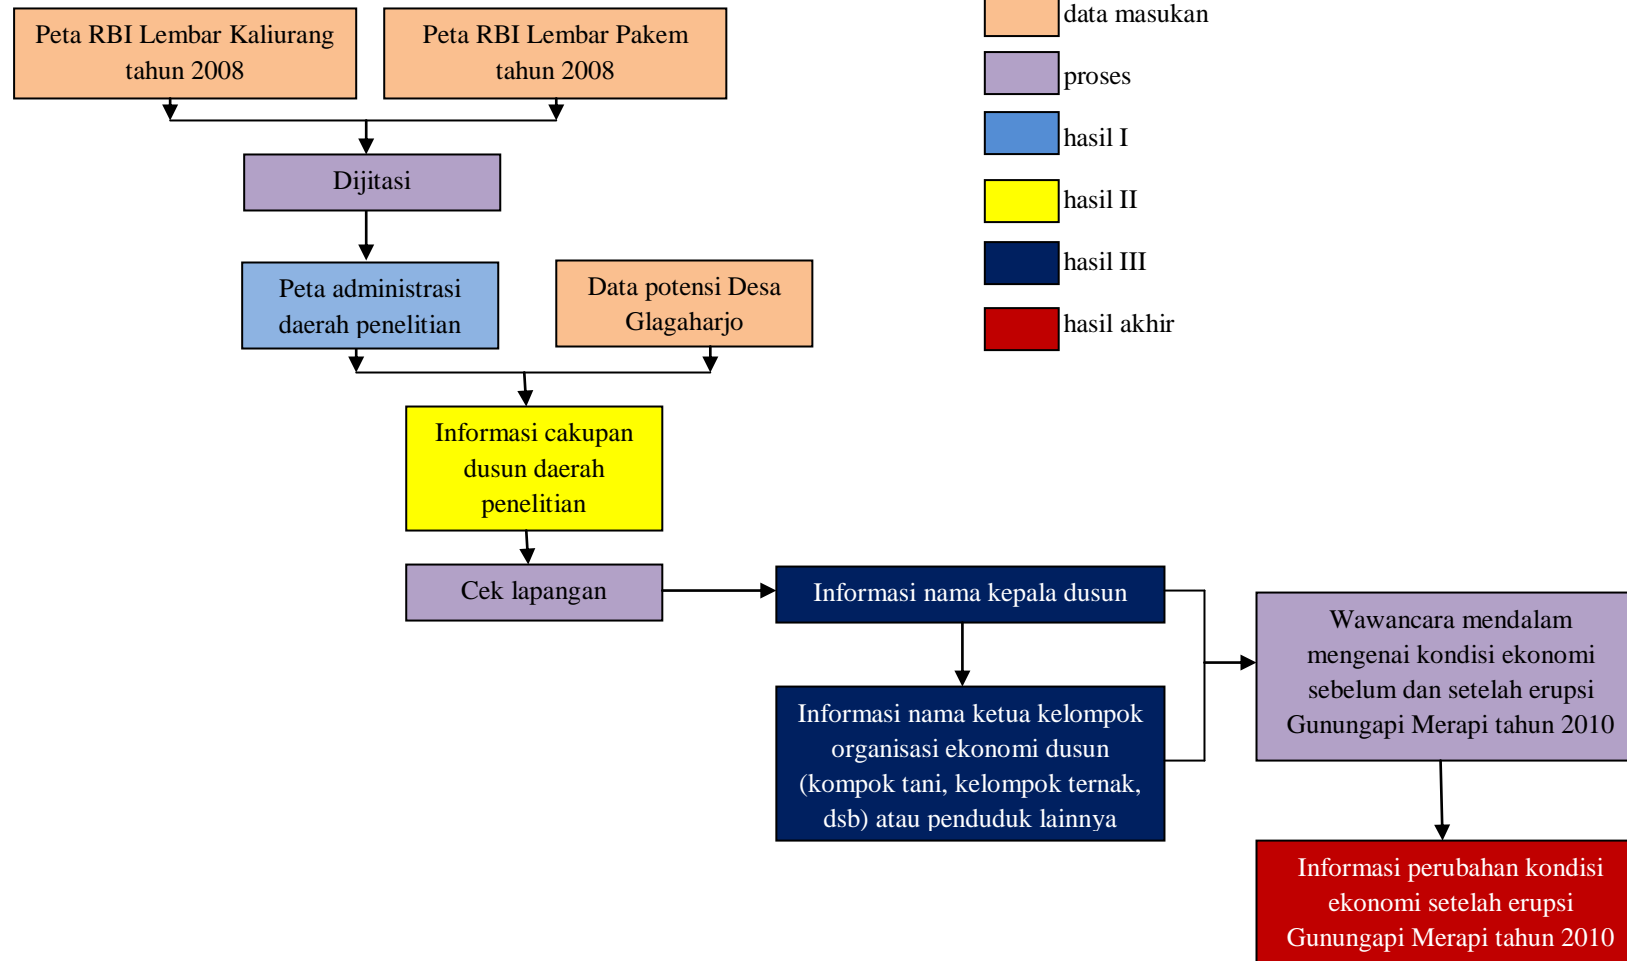 Peta RBI Lembar Kaliurang
tahun 2008
Peta RBI Lembar Pakem
tahun 2008
data masukan
proses
hasil I
hasil II
hasil III
hasil akhir
Dijitasi
Peta administrasi
daerah penelitian
Data potensi Desa
Glagaharjo
Informasi cakupan
dusun daerah
penelitian
Cek lapangan
Informasi nama kepala dusun
Informasi nama ketua kelompok
organisasi ekonomi dusun
(kompok tani, kelompok ternak,
dsb) atau penduduk lainnya
Wawancara mendalam
mengenai kondisi ekonomi
sebelum dan setelah erupsi
Gunungapi Merapi tahun 2010
Informasi perubahan kondisi
ekonomi setelah erupsi
Gunungapi Merapi tahun 2010